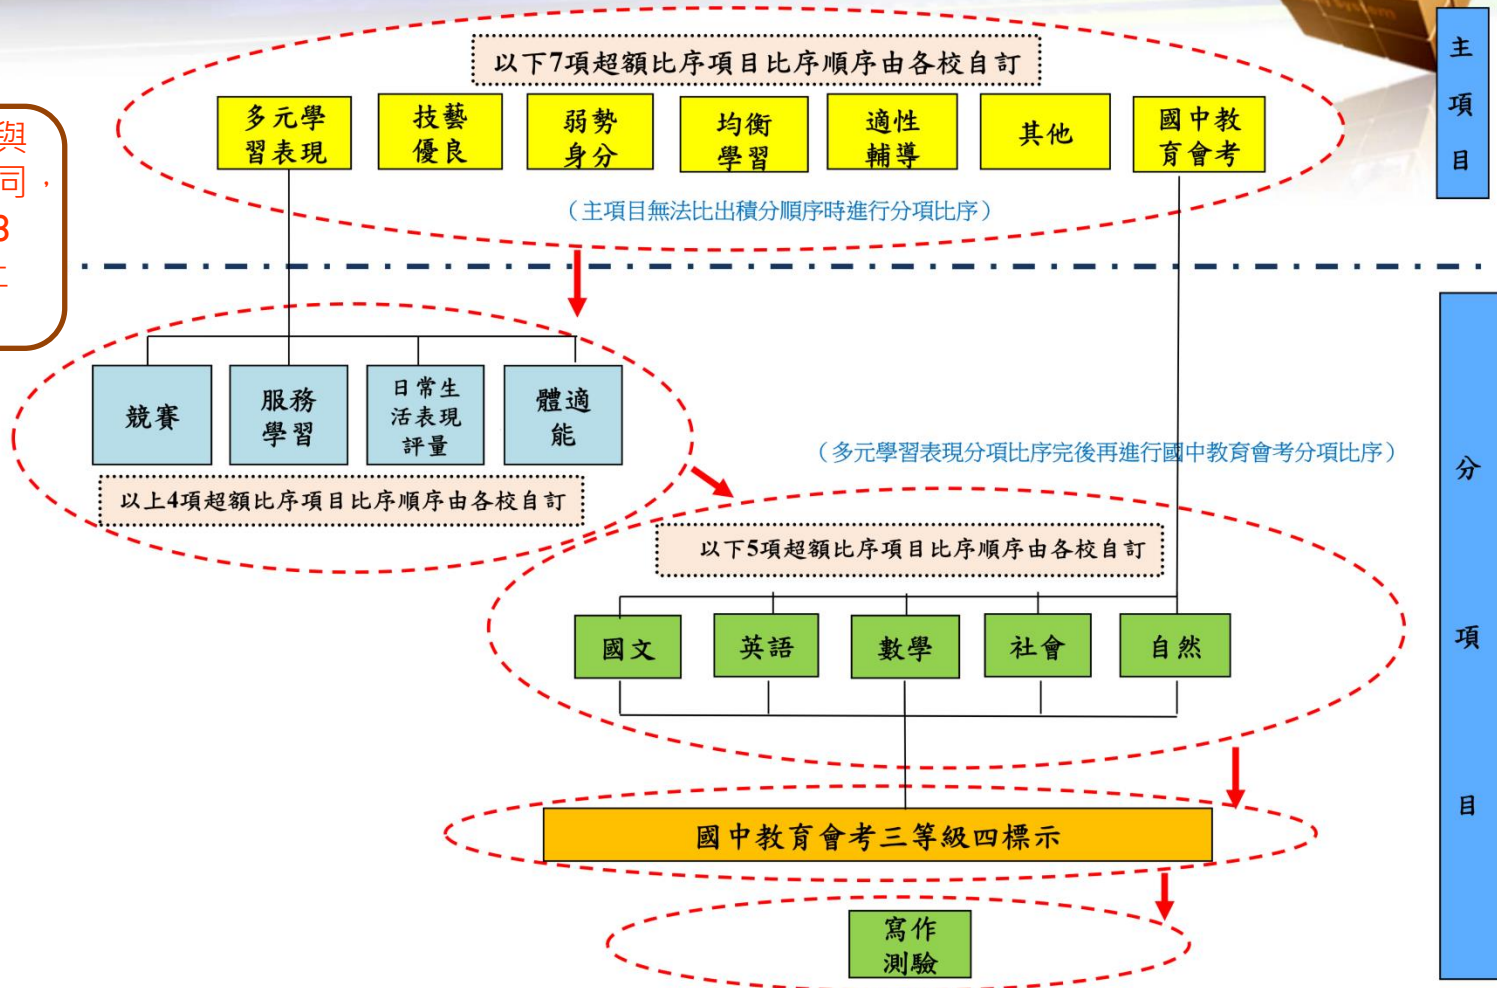 以下7項超額比序項目比序順序由各校自訂
多元學
習表現
技藝
優良
弱勢
身分
均衡
學習
適性
輔導
其他
國中教
育會考
主
項
目
與
同，
3
（主項目無法比出積分順序時進行分項比序）
競賽
服務
學習
日常生
活表現
評量
體適
能
以上4項超額比序項目比序順序由各校自訂
（多元學習表現分項比序完後再進行國中教育會考分項比序）
以下5項超額比序項目比序順序由各校自訂
國文
英語
數學
社會
自然
國中教育會考三等級四標示
寫作
測驗
分
項
目